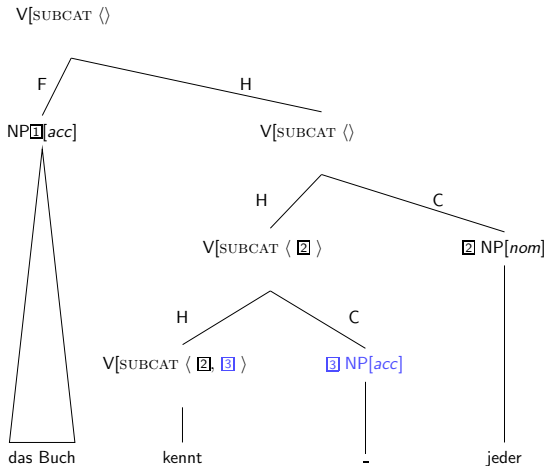 V[SUBCAT ⟨⟩
F H
NP1[acc] V[SUBCAT ⟨⟩
H C
V[SUBCAT ⟨ 2 ⟩ 2 NP[nom]
H C
V[SUBCAT ⟨ 2, 3 ⟩ 3 NP[acc]
das Buch kennt - jeder